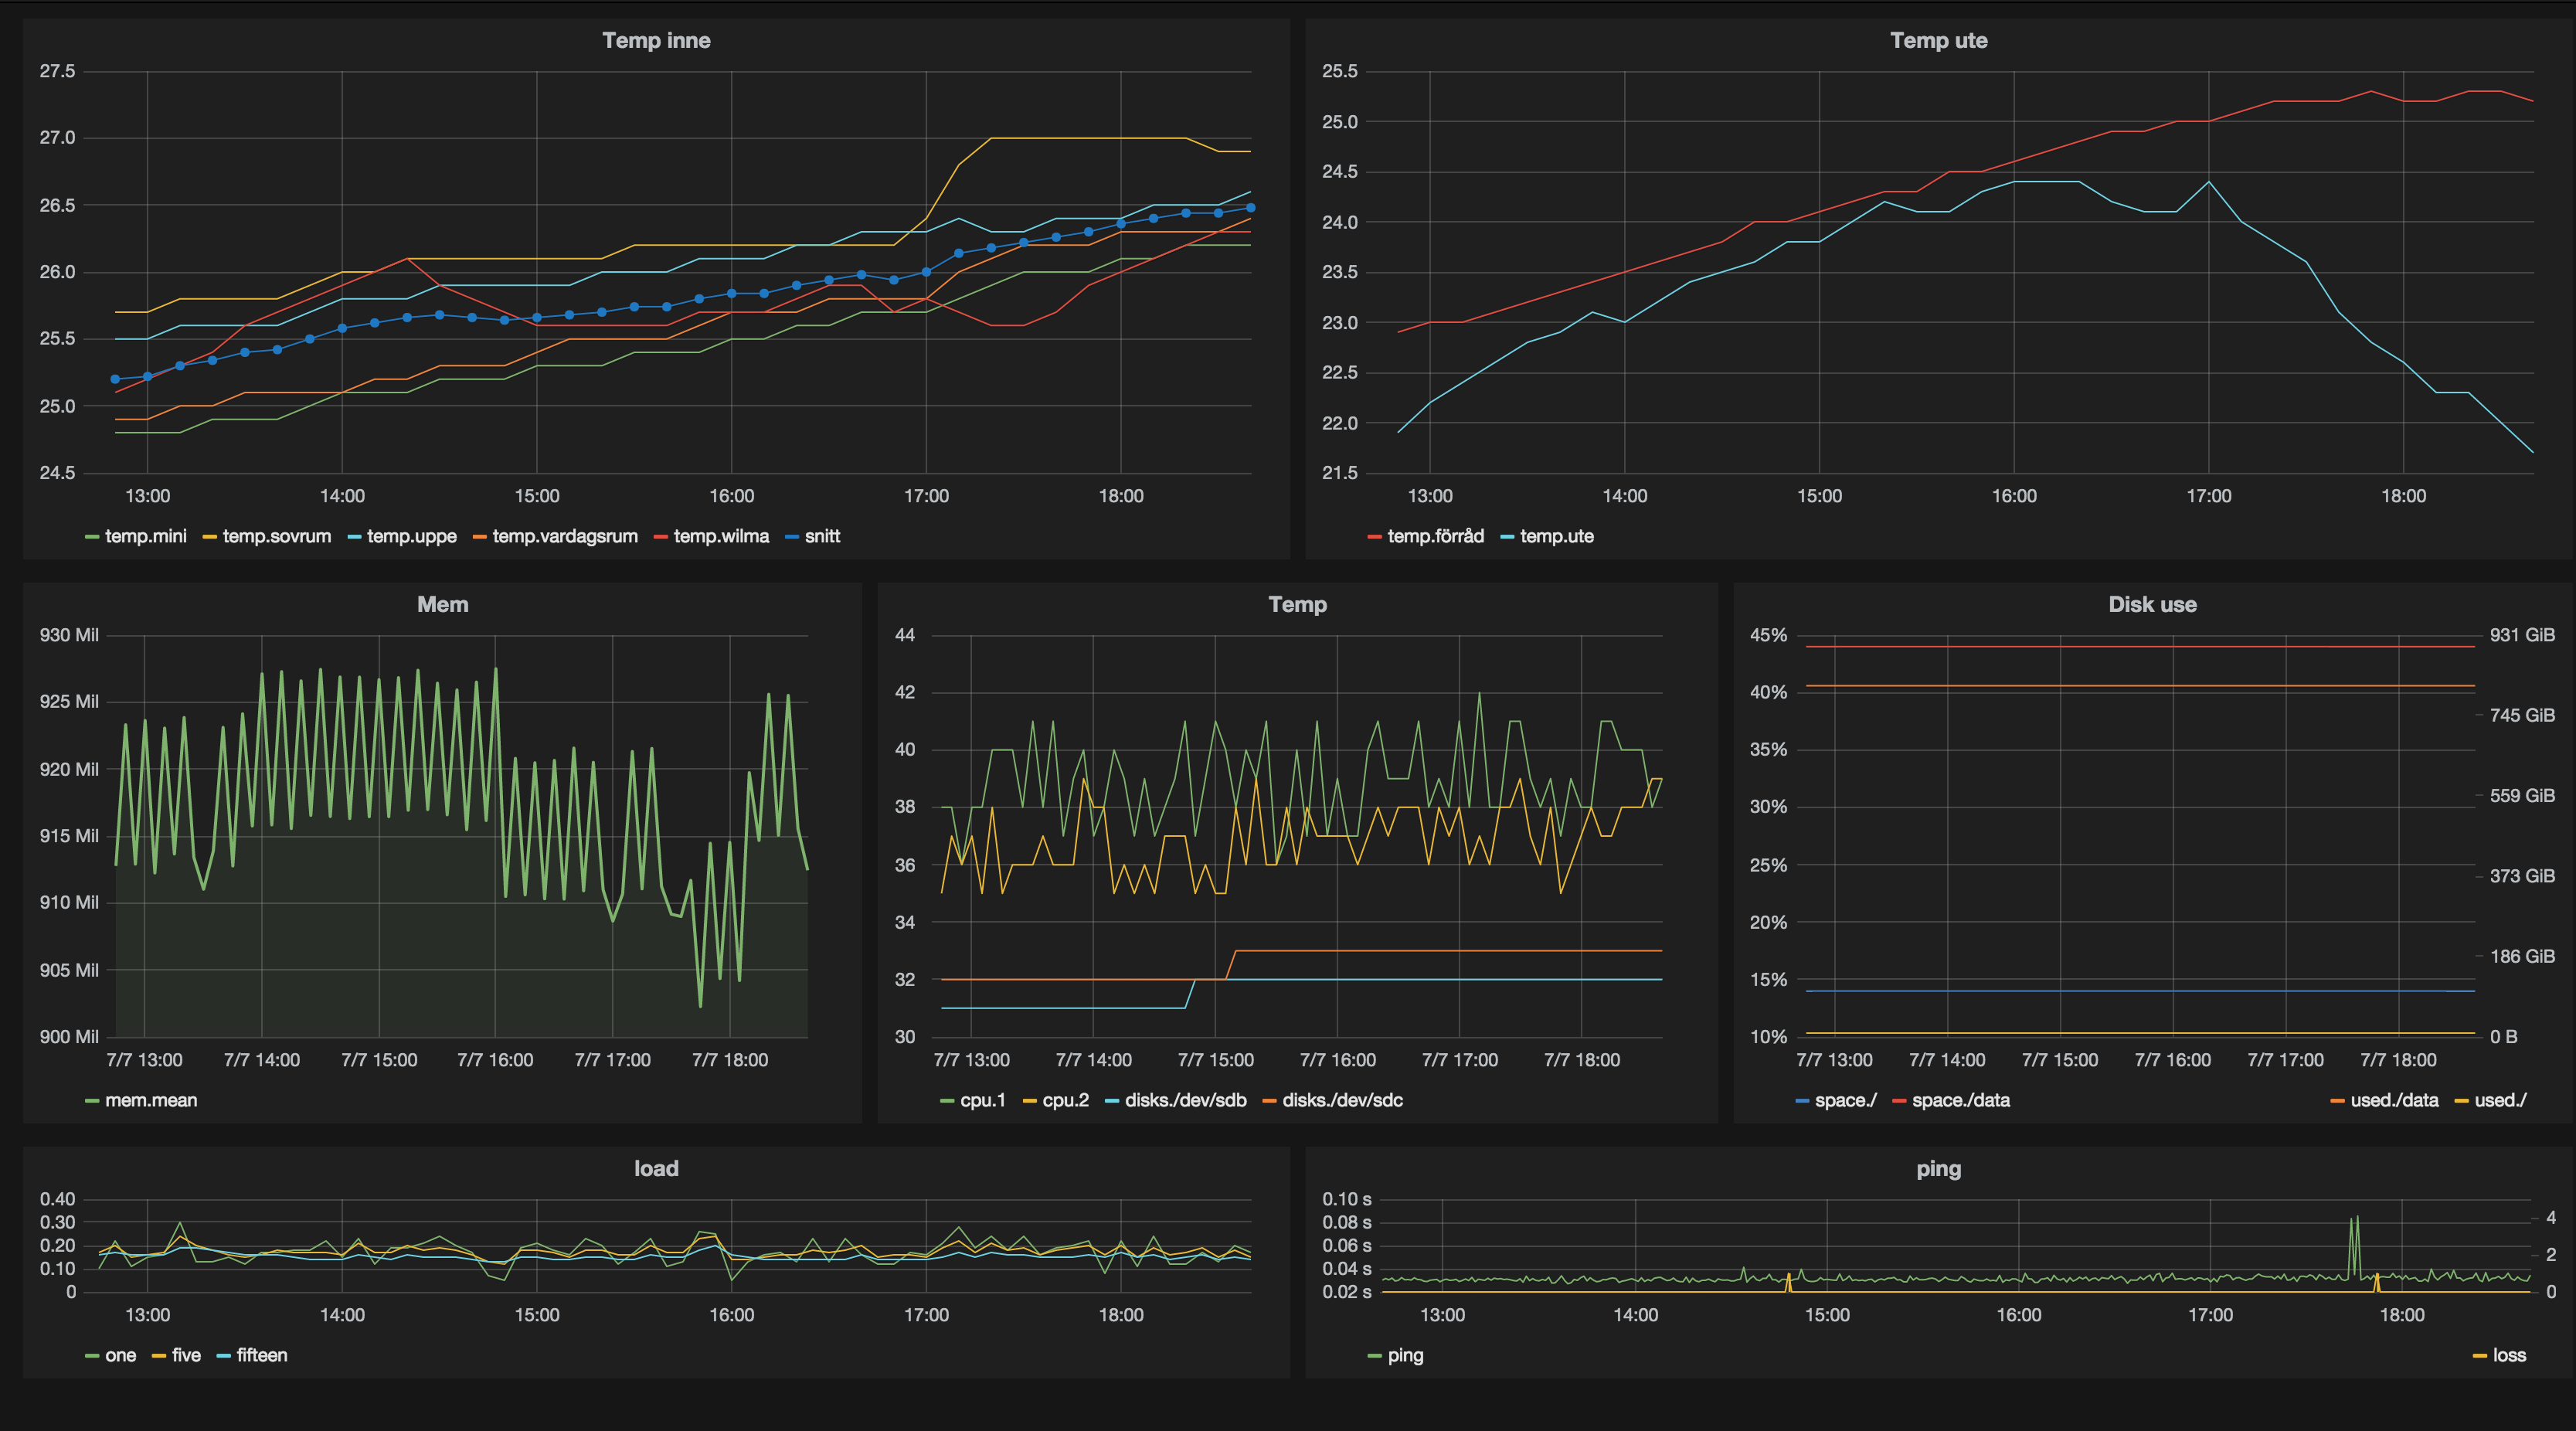 Temp inne
27.5
27.0
26.5
26.0
25.5
25.0
24.5
13:00 14:00 15:00 16:00 17:00 18:00
temp.mini temp.sovrum temp.uppe temp.vardagsrum temp.wilma snitt
Temp ute
25.5
25.0
24.5
24.0
23.5
23.0
22.5
22.0
21.5
13:00 14:00 15:00 16:00 17:00 18:00
temp.förråd temp.ute
Mem
930 Mil
925 Mil
920 Mil
915 Mil
910 Mil
905 Mil
900 Mil
7/7 13:00 7/7 14:00 7/7 15:00 7/7 16:00 7/7 17:00 7/7 18:00
mem.mean
Temp
44
42
40
38
36
34
32
30
7/7 13:00 7/7 14:00 7/7 15:00 7/7 16:00 7/7 17:00 7/7 18:00
cpu.1 cpu.2 disks./dev/sdb disks./dev/sdc
Disk use
45%
40%
35%
30%
25%
20%
15%
10%
931 GiB
745 GiB
559 GiB
373 GiB
186 GiB
0 B
7/7 13:00 7/7 14:00 7/7 15:00 7/7 16:00 7/7 17:00 7/7 18:00
space./ space./data used./data used./
load
0.40
0.30
0.20
0.10
0
13:00 14:00 15:00 16:00 17:00 18:00
one five fifteen
ping
0.10 s
0.08 s
0.06 s
0.04 s
0.02 s
4
2
0
13:00 14:00 15:00 16:00 17:00 18:00
ping loss